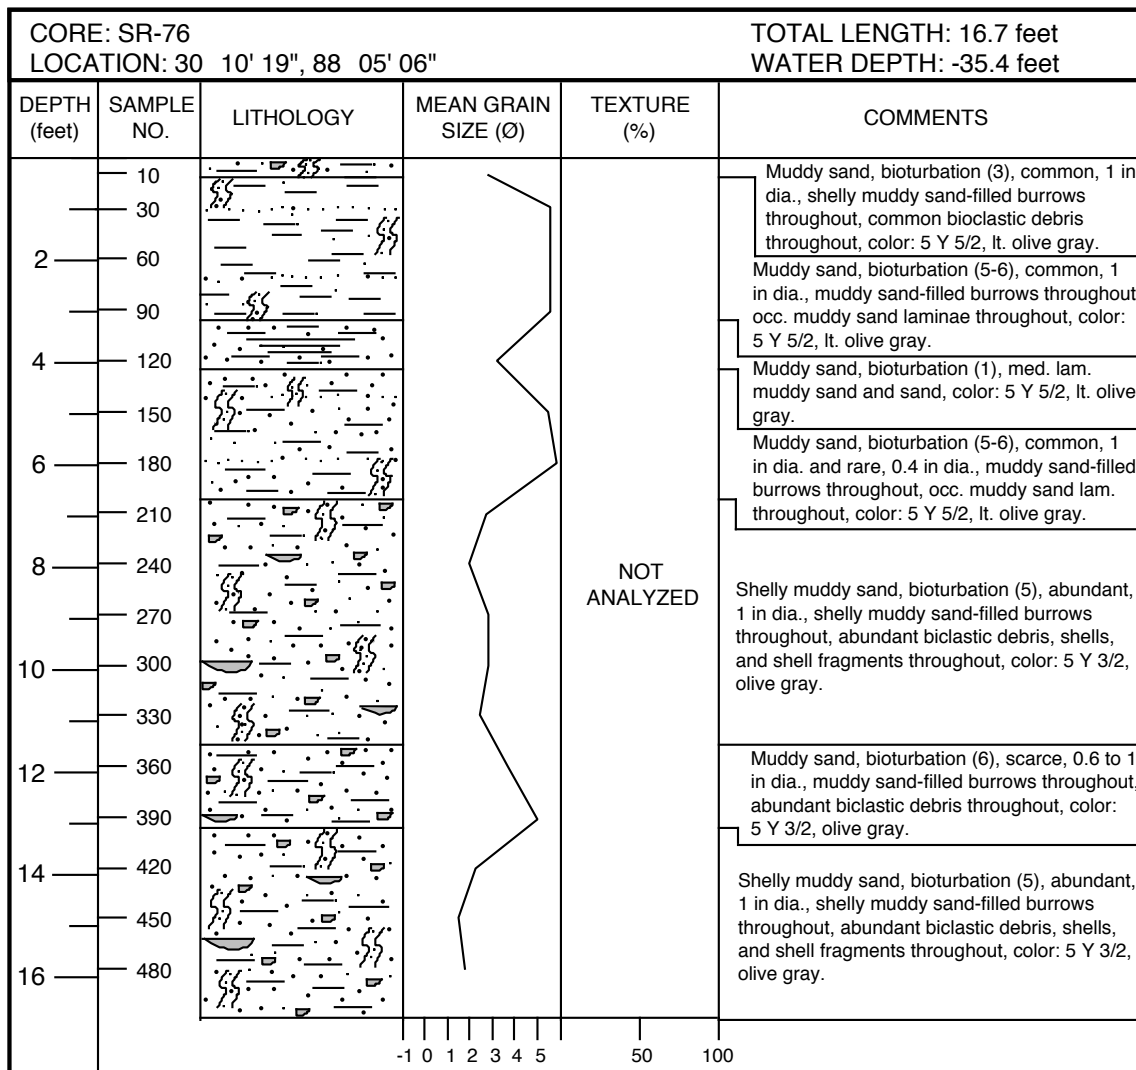 CORE: SR-76
TOTAL LENGTH: 16.7 feet
LOCATION: 30 10' 19", 88 05' 06"
WATER DEPTH: -35.4 feet
DEPTH
(feet)
SAMPLE
NO.
LITHOLOGY
MEAN GRAIN
SIZE (Ø)
TEXTURE
(%)
COMMENTS
10
30
2
60
90
4
120
150
6
180
210
8
240
270
10
300
330
12
360
390
14
420
450
16
480
-1 0 1 2 3 4 5
NOT
ANALYZED
50 100
Muddy sand, bioturbation (3), common, 1 in
dia., shelly muddy sand-filled burrows
throughout, common bioclastic debris
throughout, color: 5 Y 5/2, lt. olive gray.
Muddy sand, bioturbation (5-6), common, 1
in dia., muddy sand-filled burrows throughout
occ. muddy sand laminae throughout, color:
5 Y 5/2, lt. olive gray.
Muddy sand, bioturbation (1), med. lam.
muddy sand and sand, color: 5 Y 5/2, lt. olive
gray.
Muddy sand, bioturbation (5-6), common, 1
in dia. and rare, 0.4 in dia., muddy sand-filled
burrows throughout, occ. muddy sand lam.
throughout, color: 5 Y 5/2, lt. olive gray.
Shelly muddy sand, bioturbation (5), abundant,
1 in dia., shelly muddy sand-filled burrows
throughout, abundant biclastic debris, shells,
and shell fragments throughout, color: 5 Y 3/2,
olive gray.
Muddy sand, bioturbation (6), scarce, 0.6 to 1
in dia., muddy sand-filled burrows throughout,
abundant biclastic debris throughout, color:
5 Y 3/2, olive gray.
Shelly muddy sand, bioturbation (5), abundant,
1 in dia., shelly muddy sand-filled burrows
throughout, abundant biclastic debris, shells,
and shell fragments throughout, color: 5 Y 3/2,
olive gray.